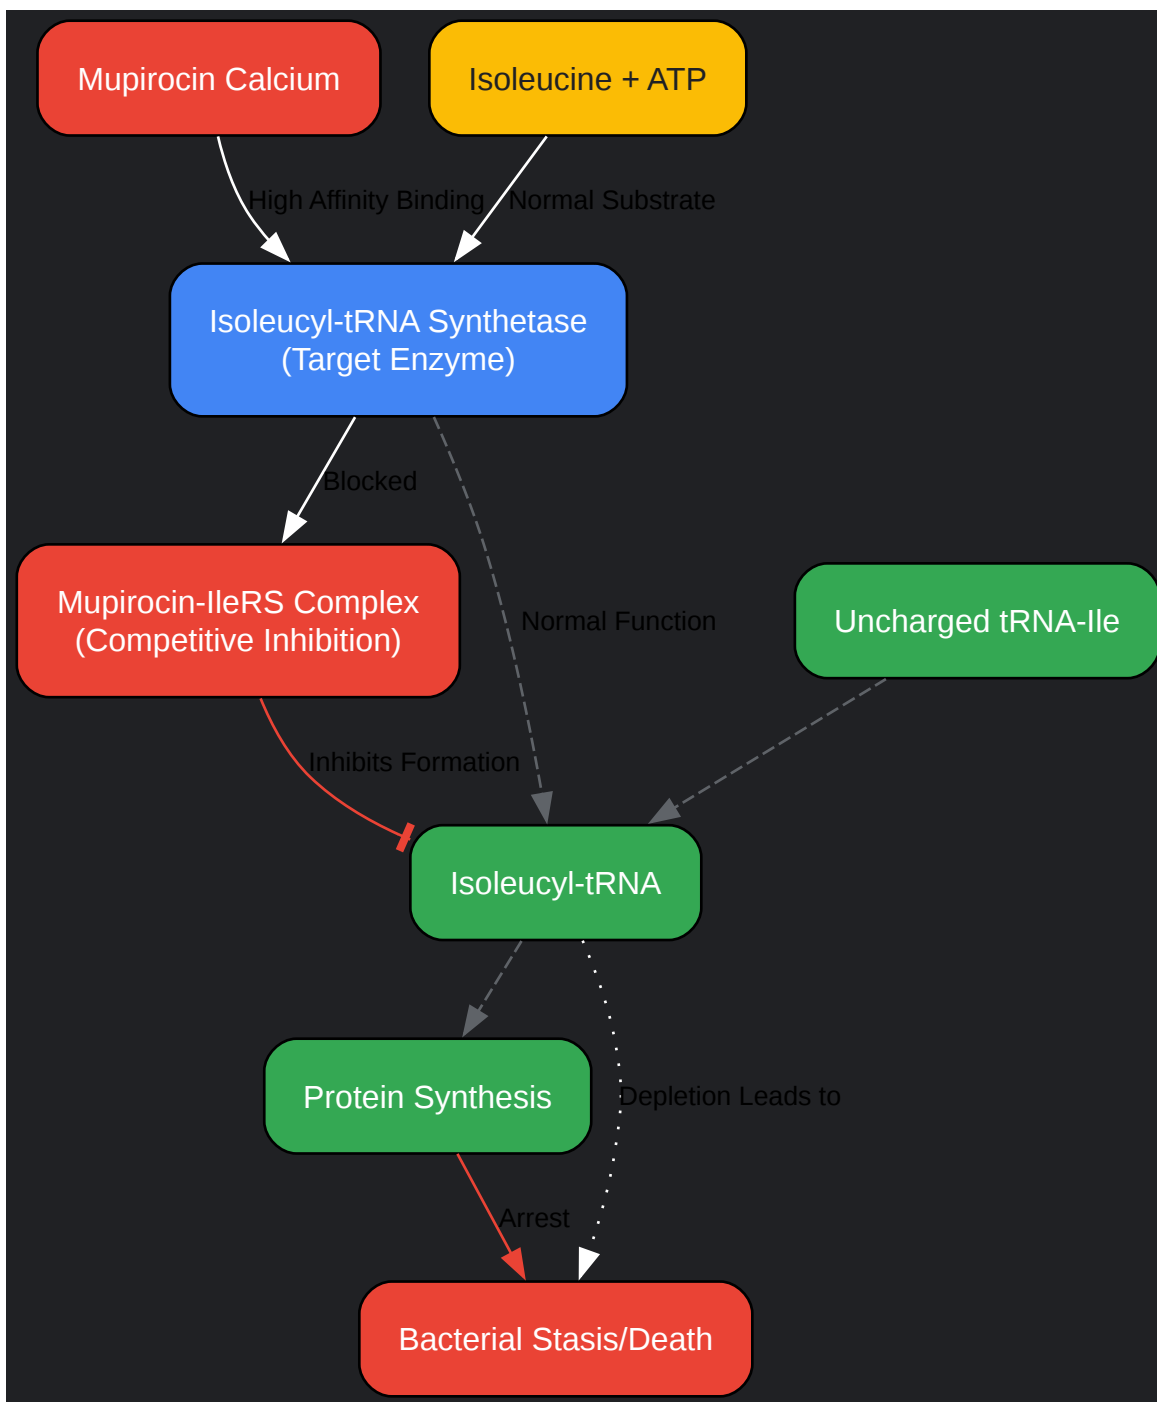 Mupirocin Calcium
Isoleucine + ATP
High Affinity Binding
Normal Substrate
Isoleucyl-tRNA Synthetase
(Target Enzyme)
Blocked
Mupirocin-IleRS Complex
(Competitive Inhibition)
Normal Function
Uncharged tRNA-Ile
Inhibits Formation
Isoleucyl-tRNA
Protein Synthesis
Depletion Leads to
Arrest
Bacterial Stasis/Death